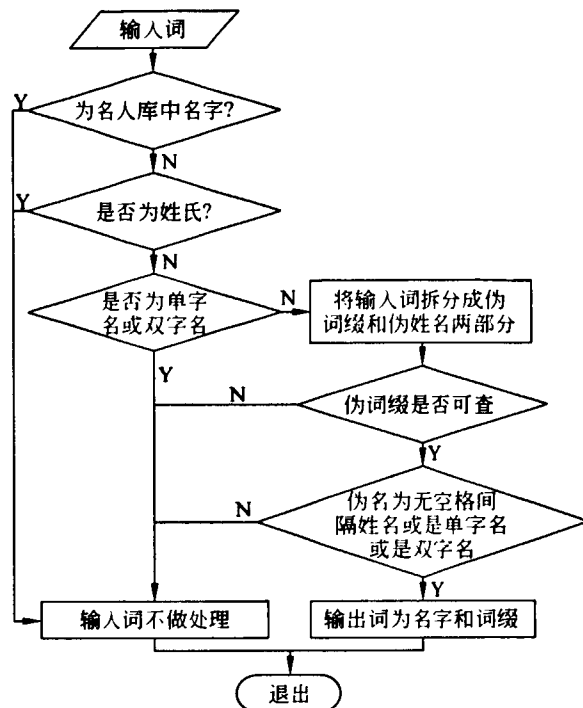 输入词
Y
为名人库中名字?
N
Y
是否为姓氏?
N
是否为单字
名或双字名
N
将输入词拆分成伪
词缀和伪姓名两部分
Y
N
伪词缀是否可查
Y
N
伪名为无空格间
隔姓名或是单字名
或是双字名
Y
输入词不做处理
输出词为名字和词缀
退出